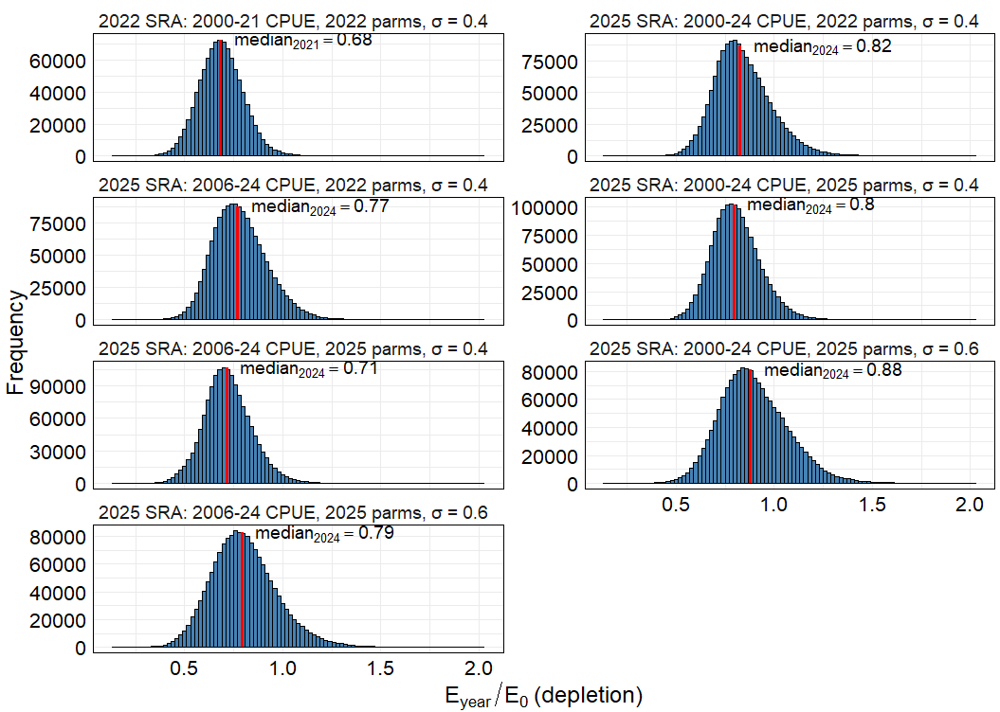 2022 SRA: 2000-21 CPUE, 2022 parms, σ = 0.4
median2021 = 0.68
60000
40000
20000
0
2025 SRA: 2000-24 CPUE, 2022 parms, σ = 0.4
median2024 = 0.82
75000
50000
25000
0
2025 SRA: 2006-24 CPUE, 2022 parms, σ = 0.4
median2024 = 0.77
75000
50000
25000
0
2025 SRA: 2000-24 CPUE, 2025 parms, σ = 0.4
median2024 = 0.8
100000
75000
50000
25000
0
2025 SRA: 2006-24 CPUE, 2025 parms, σ = 0.4
median2024 = 0.71
90000
60000
30000
0
2025 SRA: 2000-24 CPUE, 2025 parms, σ = 0.6
median2024 = 0.88
80000
60000
40000
20000
0
0.5 1.0 1.5 2.0
2025 SRA: 2006-24 CPUE, 2025 parms, σ = 0.6
median2024 = 0.79
80000
60000
40000
20000
0
0.5 1.0 1.5 2.0
Frequency
Eyear/E0 (depletion)